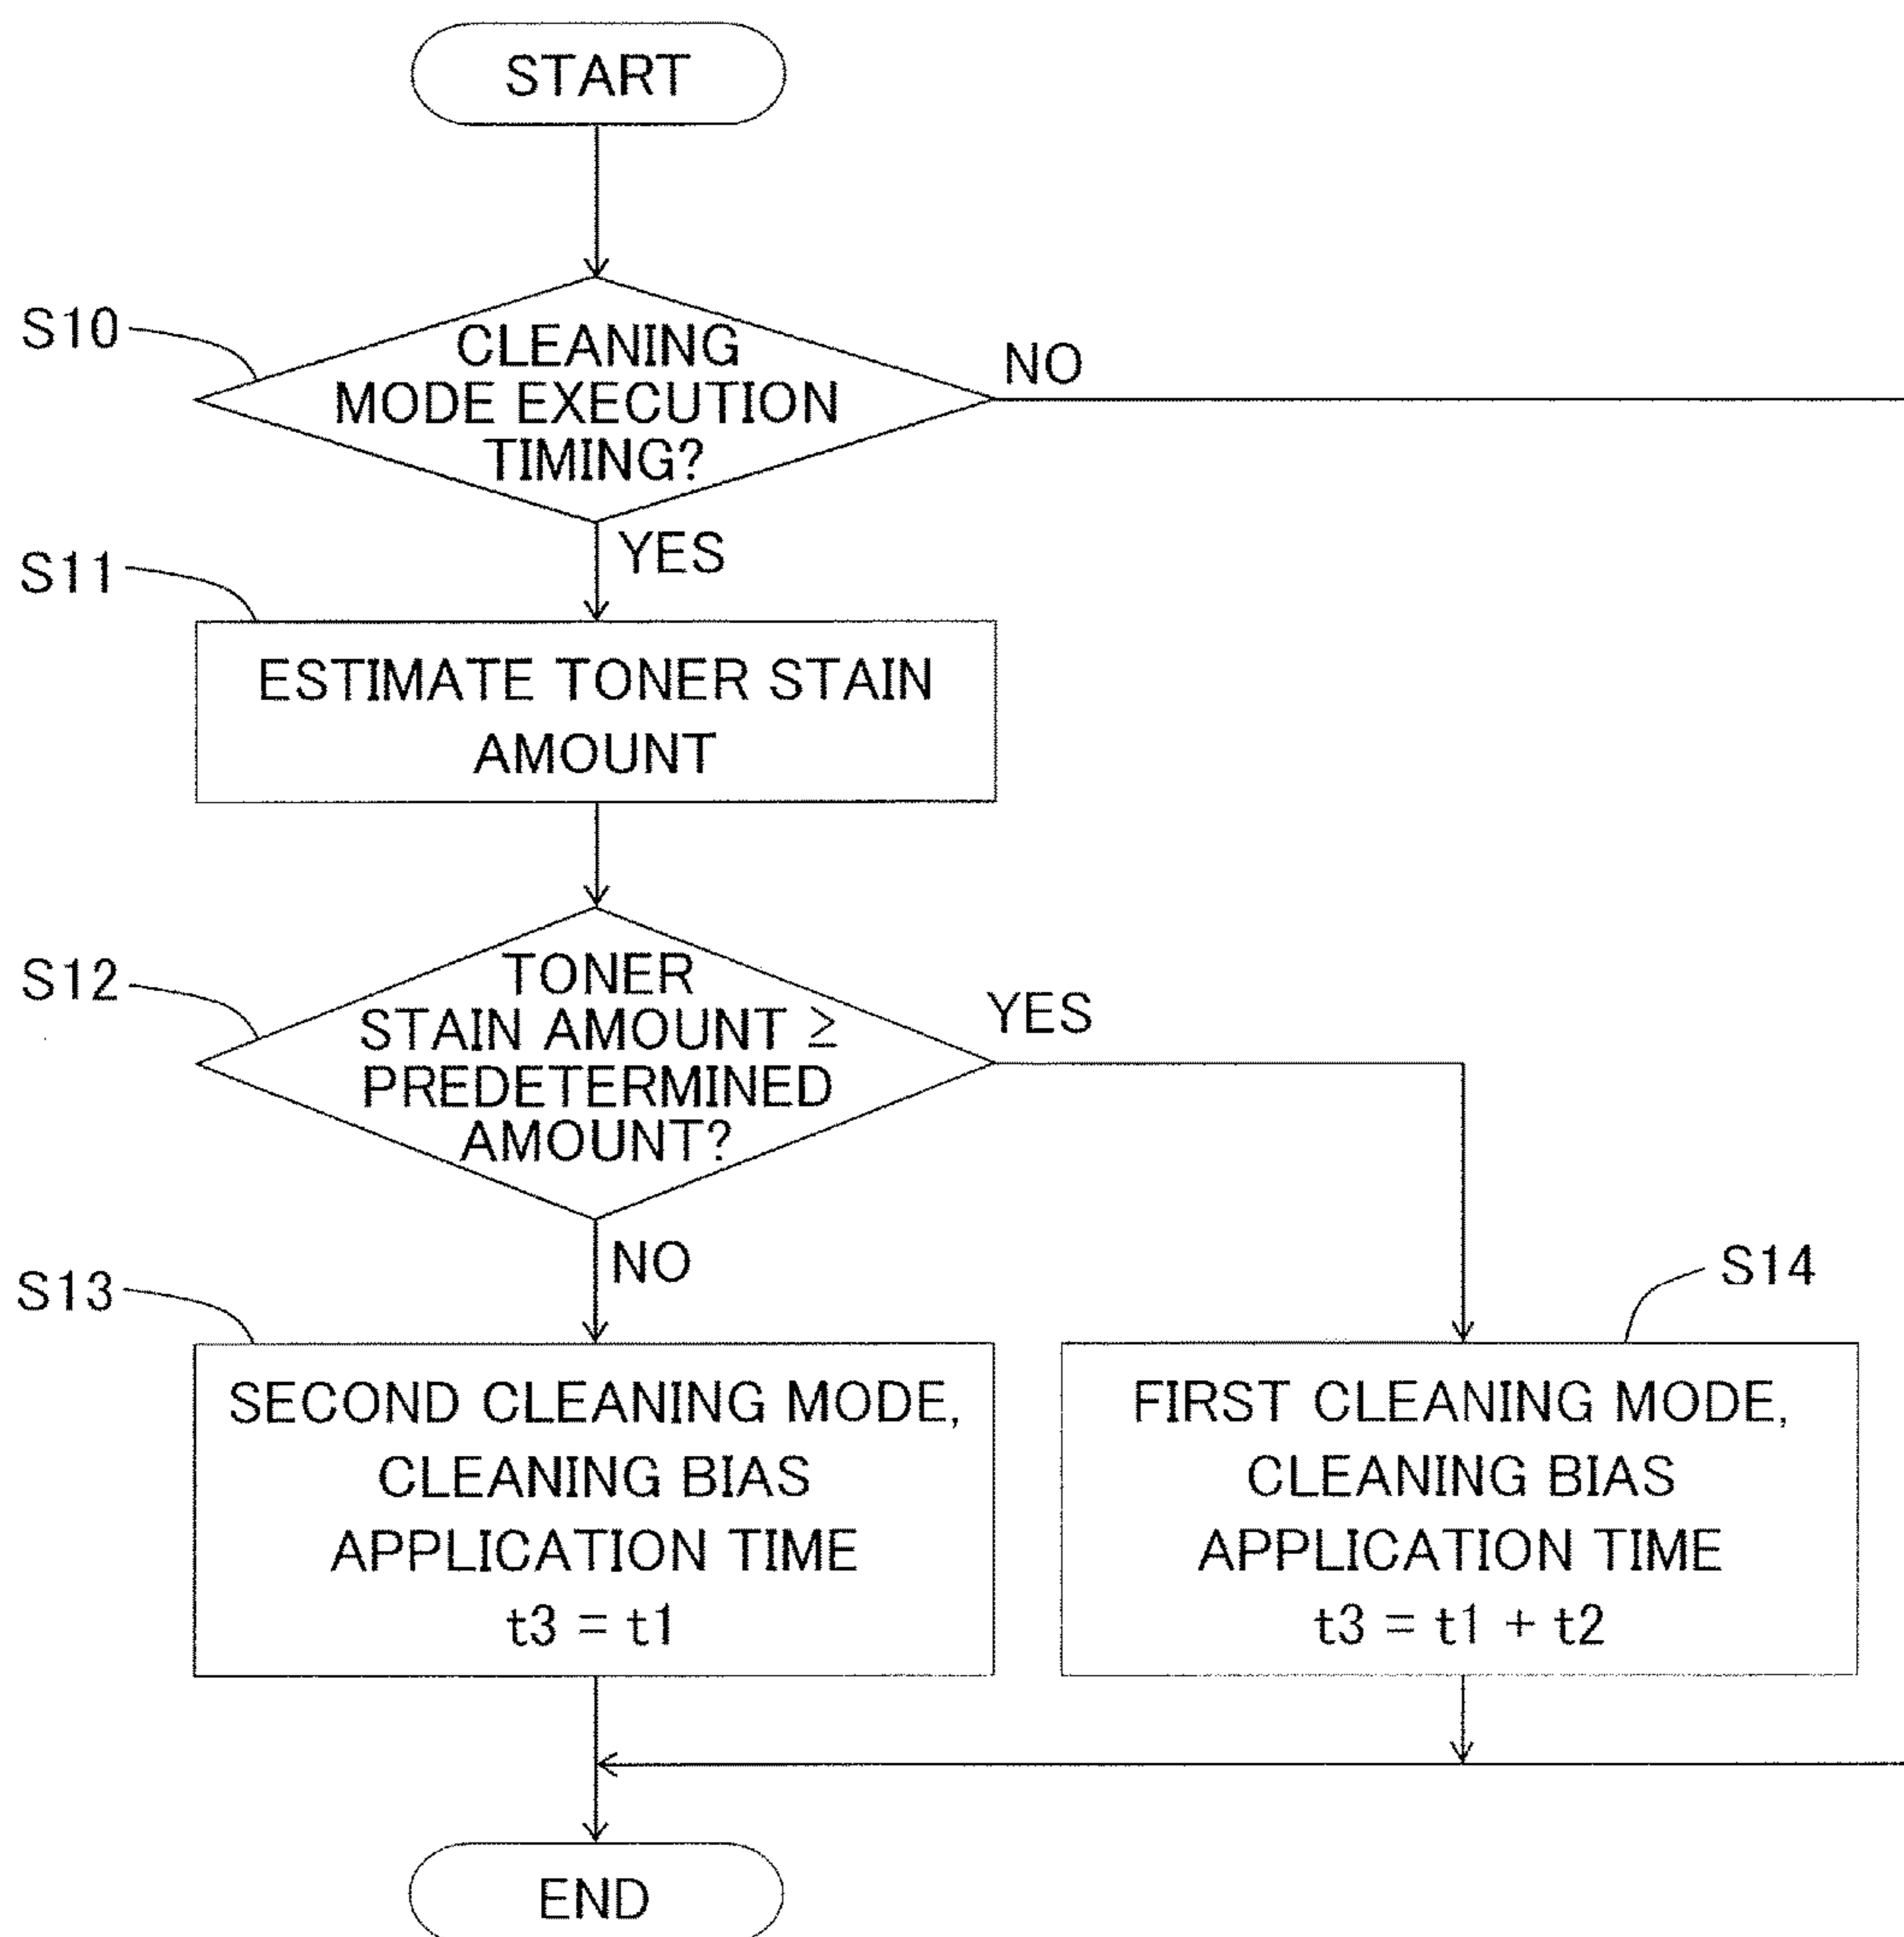 START
S10
CLEANING
MODE EXECUTION
TIMING?
NO
YES
S11
ESTIMATE TONER STAIN
AMOUNT
S12
TONER
STAIN AMOUNT ≥
PREDETERMINED
AMOUNT?
YES
NO
S13
SECOND CLEANING MODE,
CLEANING BIAS
APPLICATION TIME
t3 = t1
S14
FIRST CLEANING MODE,
CLEANING BIAS
APPLICATION TIME
t3 = t1 + t2
END